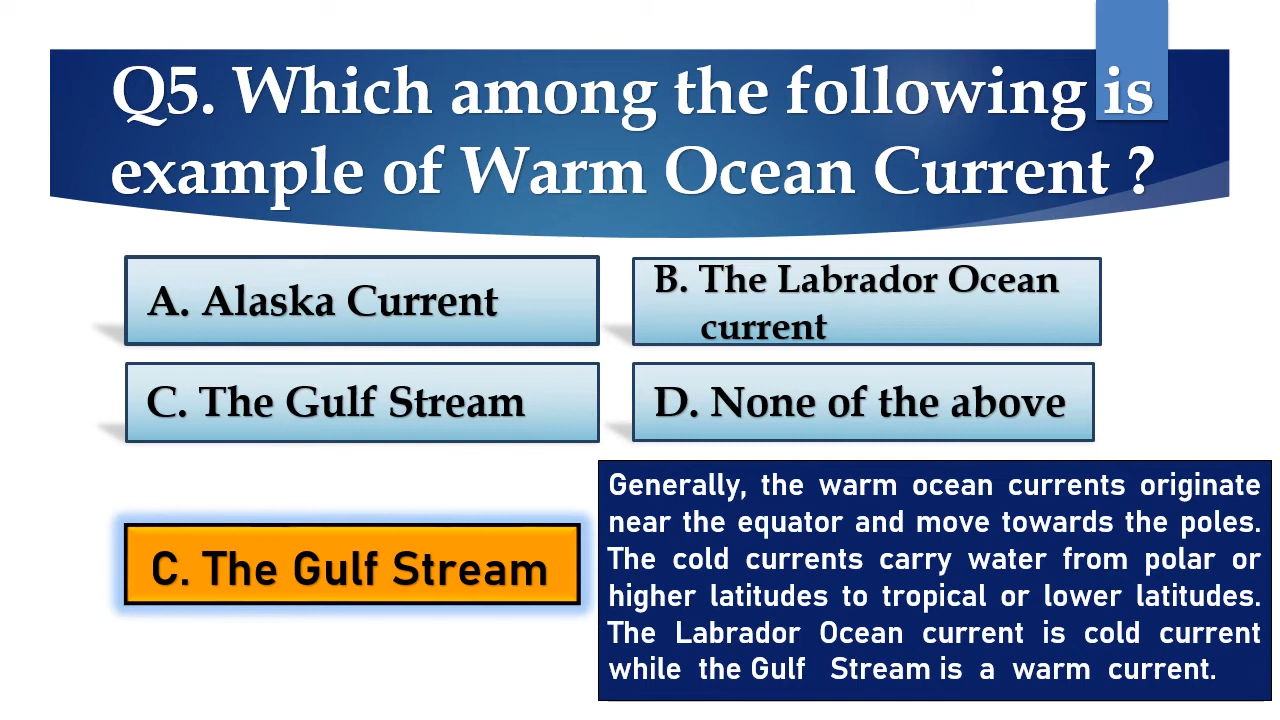 Q5. Which among the following is
example of Warm Ocean Current ?
A. Alaska Current
B. The Labrador Ocean
current
C. The Gulf Stream
D. None of the above
C. The Gulf Stream
Generally, the warm ocean currents originate
near the equator and move towards the poles.
The cold currents carry water from polar or
higher latitudes to tropical or lower latitudes.
The Labrador Ocean current is cold current
while the Gulf Stream is a warm current.